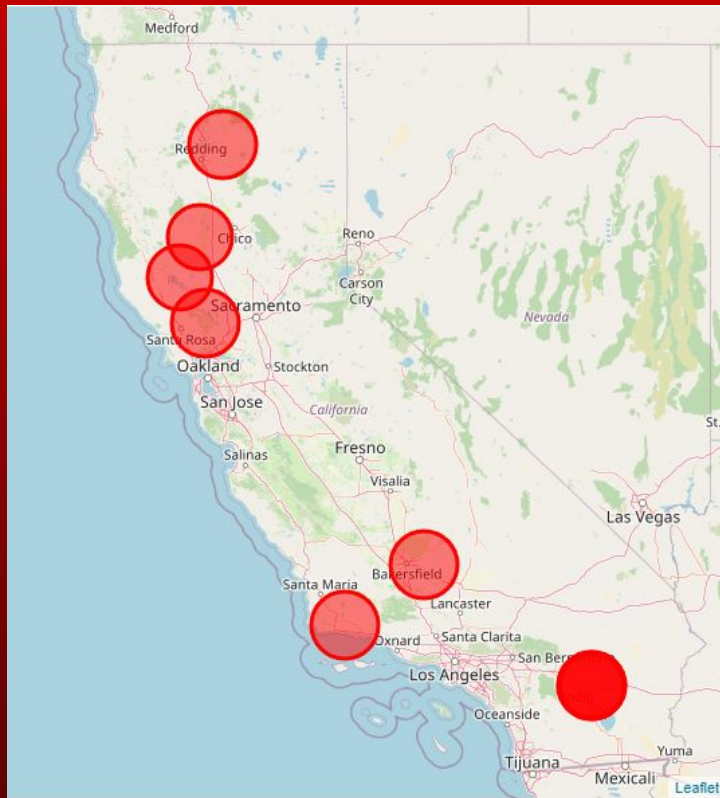 Medford
Redding
Chico
Reno
Carson
City
Sacramento
Nevada
Santa Rosa
Oakland
Stockton
San Jose
California
St.
Fresno
Salinas
Visalia
Las Vegas
Bakersfield
Santa Maria
Lancaster
Oxnard
Santa Clarita
San Bernardino
Los Angeles
Oceanside
Yuma
Tijuana
Mexicali
Leaflet